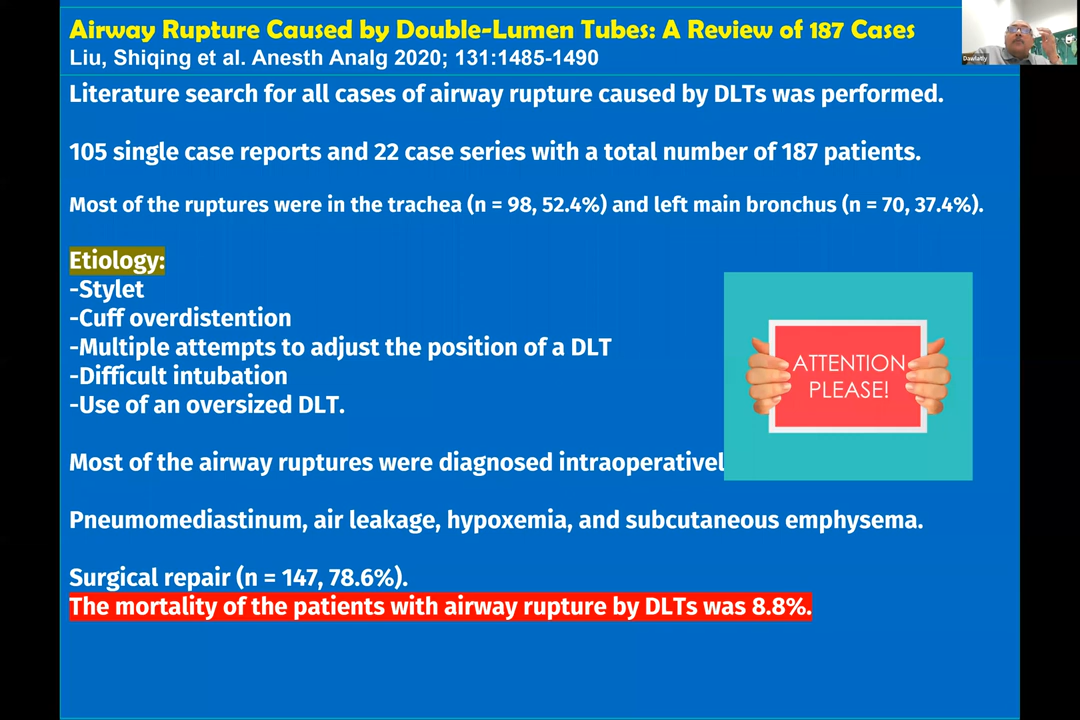 Airway Rupture Caused by Double-Lumen Tubes: A Review of 187 Cases
Liu, Shiqing et al. Anesth Analg 2020; 131:1485-1490
Literature search for all cases of airway rupture caused by DLTs was performed.
105 single case reports and 22 case series with a total number of 187 patients.
Most of the ruptures were in the trachea (n = 98, 52.4%) and left main bronchus (n = 70, 37.4%).
Etiology:
-Stylet
-Cuff overdistention
-Multiple attempts to adjust the position of a DLT
-Difficult intubation
-Use of an oversized DLT.
ATTENTION
PLEASE!
Most of the airway ruptures were diagnosed intraoperativel
Pneumomediastinum, air leakage, hypoxemia, and subcutaneous emphysema.
Surgical repair (n = 147, 78.6%).
The mortality of the patients with airway rupture by DLTs was 8.8%.
Dawlatly